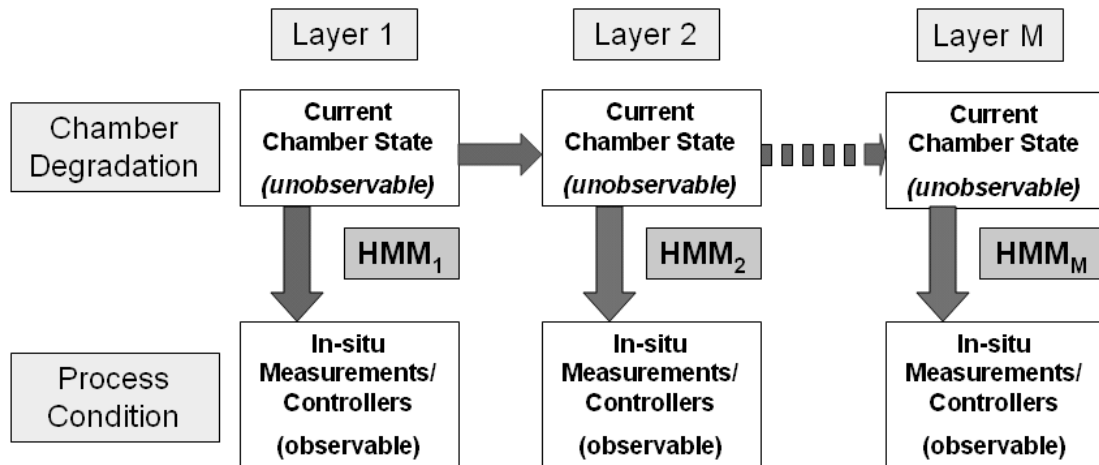 Layer 1
Layer 2
Layer M
Chamber
Degradation
Current
Chamber State
(unobservable)
Current
Chamber State
(unobservable)
Current
Chamber State
(unobservable)
HMM1
HMM2
HMMM
Process
Condition
In-situ
Measurements/
Controllers
(observable)
In-situ
Measurements/
Controllers
(observable)
In-situ
Measurements/
Controllers
(observable)